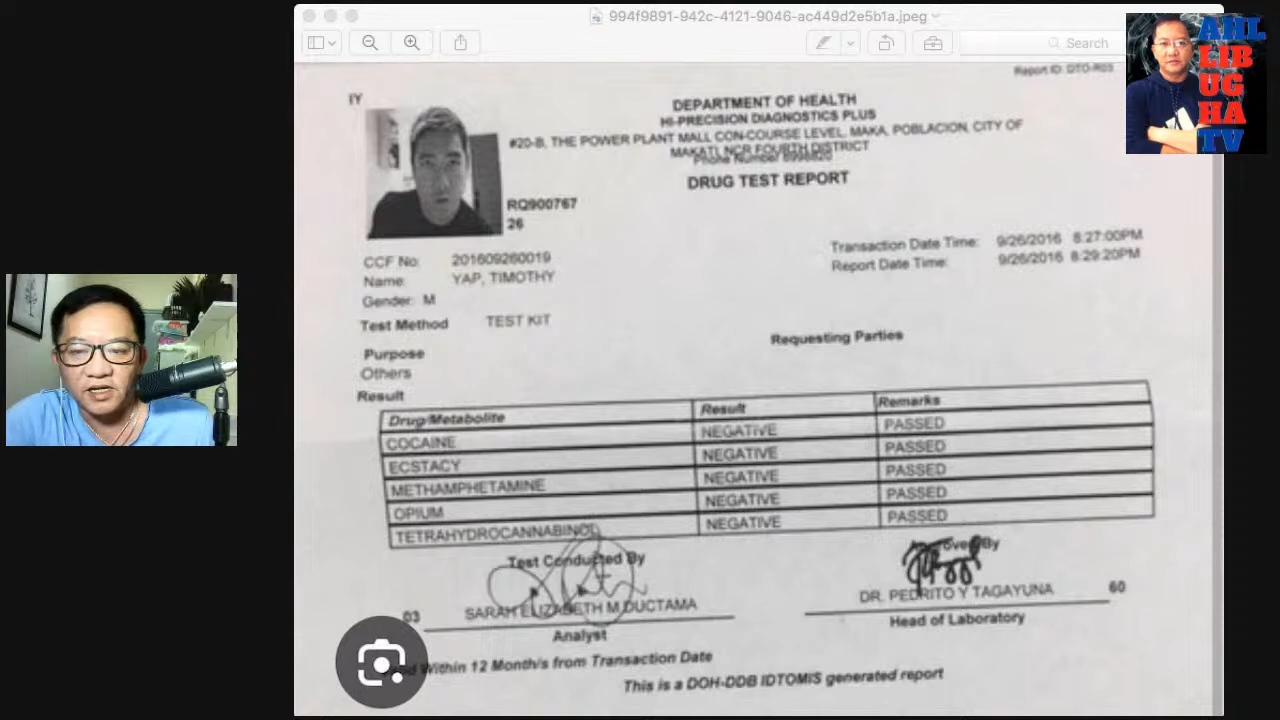 994f9891-942c-4121-9046-ac449d2e5b1a.jpeg
Search
AHL
LIB
UG
HA
TV
Report ID: DTO-R03
IY
DEPARTMENT OF HEALTH
HI-PRECISION DIAGNOSTICS PLUS
#20-B, THE POWER PLANT MALL CON-COURSE LEVEL, MAKA, POBLACION, CITY OF
MAKATI, NCR FOURTH DISTRICT
Phone Number 8998820
DRUG TEST REPORT
RQ900767
26
Transaction Date Time: 9/26/2016 8:27:00PM
Report Date Time: 9/26/2016 8:29:20PM
CCF No: 201609260019
Name: YAP, TIMOTHY
Gender: M
Test Method TEST KIT
Purpose
Others
Requesting Parties
Result
Drug/Metabolite Result Remarks
COCAINE NEGATIVE PASSED
ECSTACY NEGATIVE PASSED
METHAMPHETAMINE NEGATIVE PASSED
OPIUM NEGATIVE PASSED
TETRAHYDROCANNABINOL NEGATIVE PASSED
Test Conducted By
Approved By
03 SARAH ELIZABETH M DUCTAMA
DR. PEDRITO Y TAGAYUNA 60
Analyst
Head of Laboratory
Within 12 Month/s from Transaction Date
This is a DOH-DDB IDTOMIS generated report